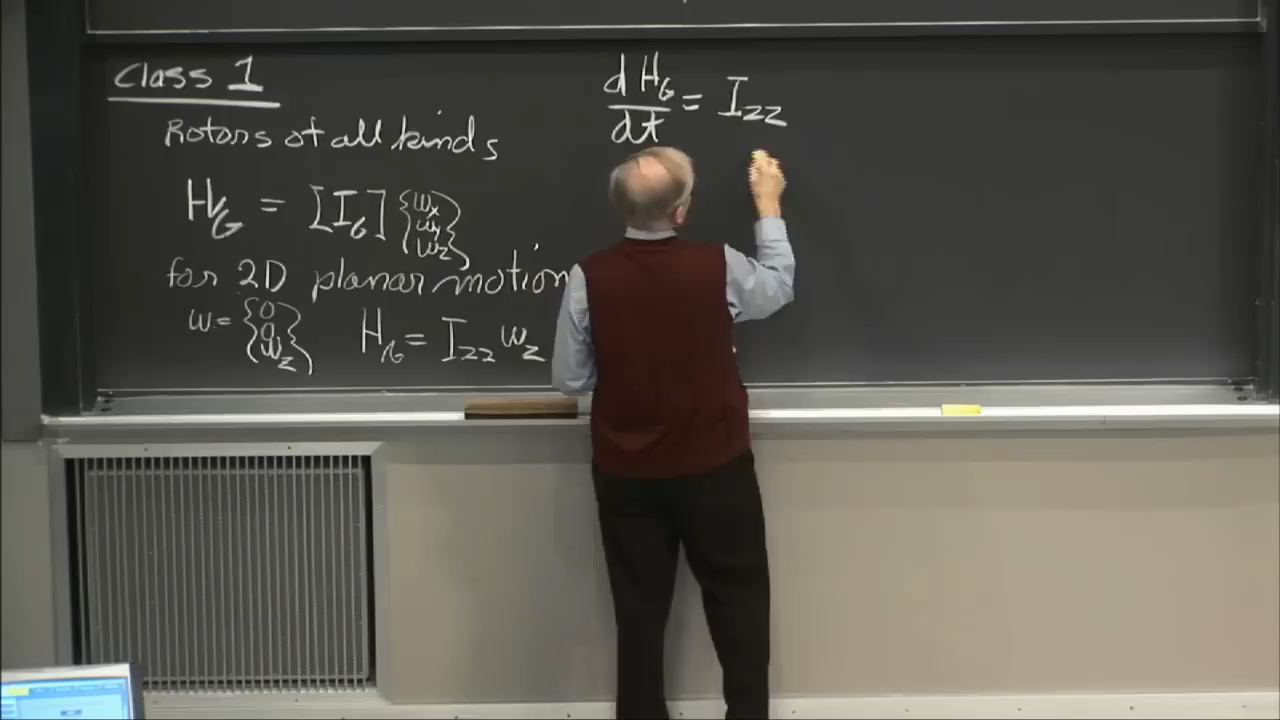 Class 1
Rotors of all kinds
H_G = [I_G] {ω_x ω_y ω_z}
for 2D planar motion
ω = {0 0 ω_z} H_G = I_zz ω_z
dH_G/dt = I_zz